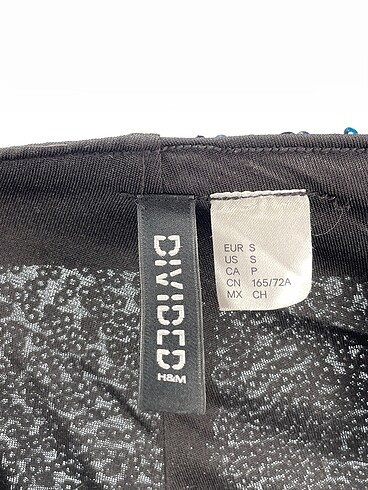 DIVIDED
H&M
EUR S
US S
CA P
CN 165/72A
MX CH